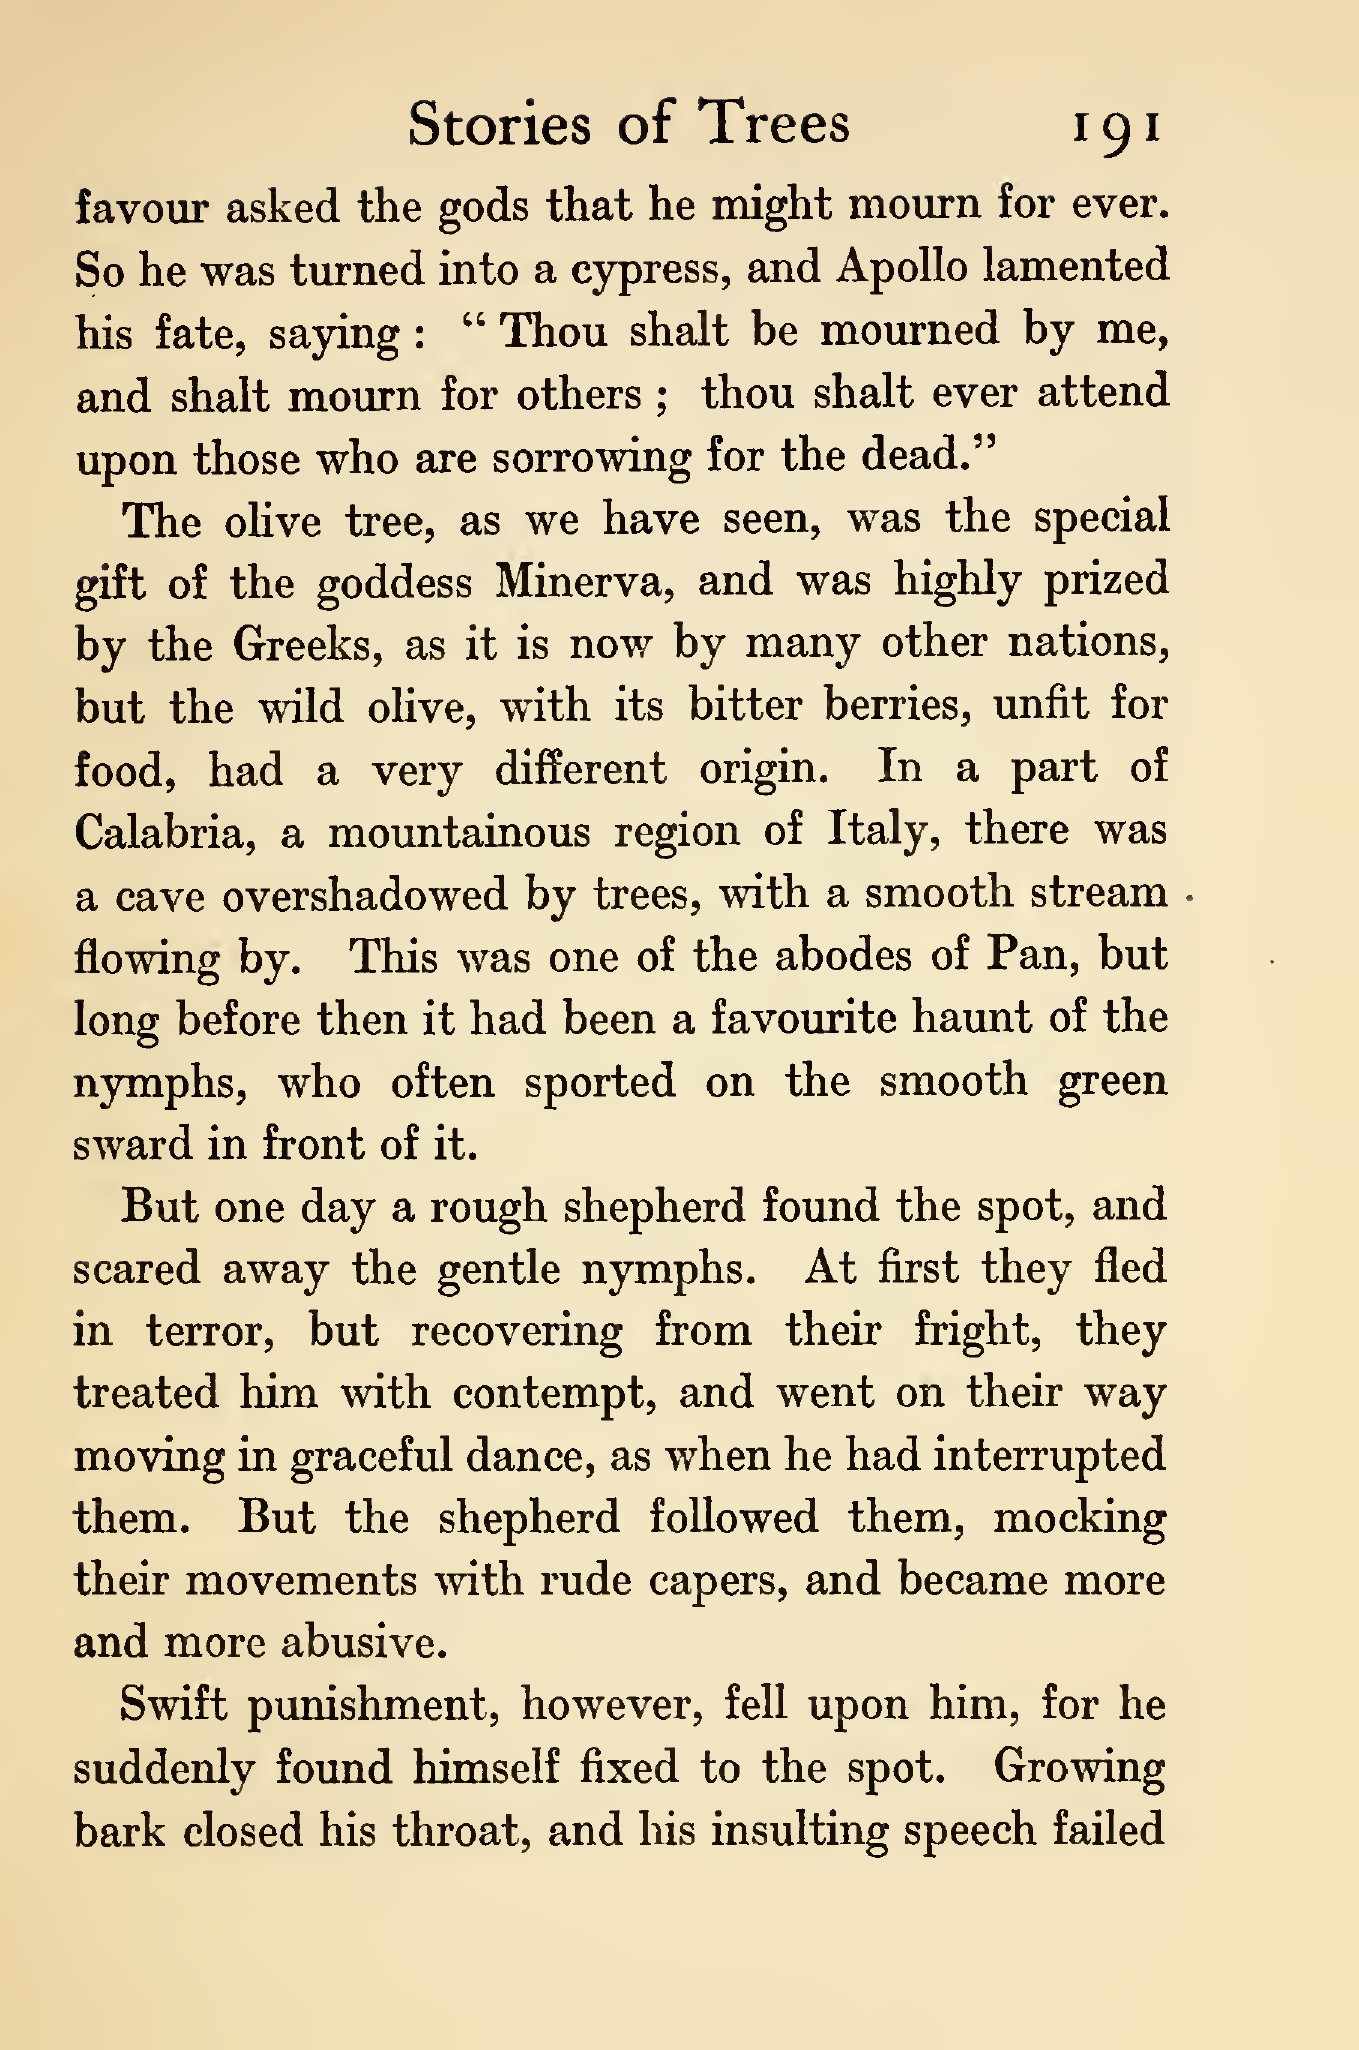 Stories of Trees 191
favour asked the gods that he might mourn for ever.
So he was turned into a cypress, and Apollo lamented
his fate, saying : “ Thou shalt be mourned by me,
and shalt mourn for others ; thou shalt ever attend
upon those who are sorrowing for the dead.”
The olive tree, as we have seen, was the special
gift of the goddess Minerva, and was highly prized
by the Greeks, as it is now by many other nations,
but the wild olive, with its bitter berries, unfit for
food, had a very different origin. In a part of
Calabria, a mountainous region of Italy, there was
a cave overshadowed by trees, with a smooth stream
flowing by. This was one of the abodes of Pan, but
long before then it had been a favourite haunt of the
nymphs, who often sported on the smooth green
sward in front of it.
But one day a rough shepherd found the spot, and
scared away the gentle nymphs. At first they fled
in terror, but recovering from their fright, they
treated him with contempt, and went on their way
moving in graceful dance, as when he had interrupted
them. But the shepherd followed them, mocking
their movements with rude capers, and became more
and more abusive.
Swift punishment, however, fell upon him, for he
suddenly found himself fixed to the spot. Growing
bark closed his throat, and his insulting speech failed